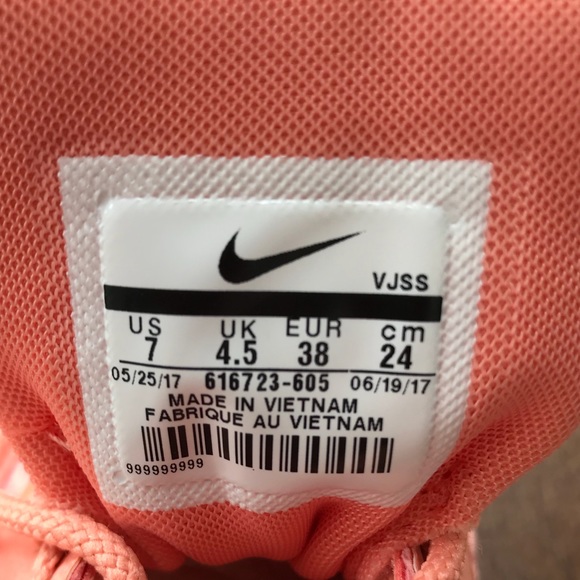 VJSS
US UK EUR cm
7 4.5 38 24
05/25/17 616723-605 06/19/17
MADE IN VIETNAM
FABRIQUE AU VIETNAM
999999999